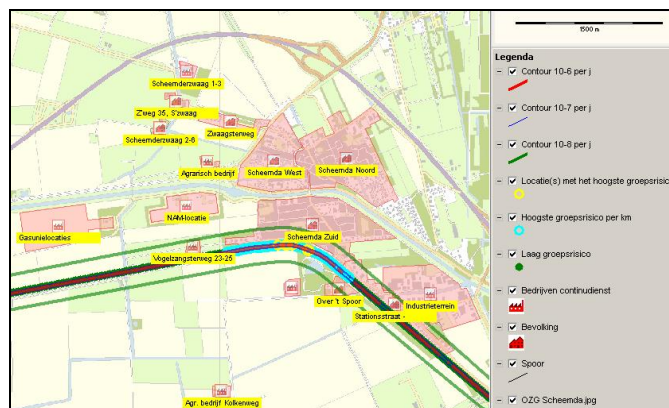 1500 m
Legenda
Contour 10-6 per j
Contour 10-7 per j
Contour 10-8 per j
Locatie(s) met het hoogste groepsrisico
Hoogste groepsrisico per km
Laag groepsrisico
Bedrijven continudienst
Bevolking
Spoor
OZG Scheemda.jpg
Scheemderzwaag 1-3
Z'weg 35, S'zwaag
Scheemderzwaag 2-6
Zwaagsterweg
Agrarisch bedrijf
Scheemda West
Scheemda Noord
NAM-locatie
Gasunielocaties
Scheemda Zuid
Vogelzangsterweg 23-25
Over 't Spoor
Industrieterrein
Stationsstraat -
Agr. bedrijf Kolkenweg